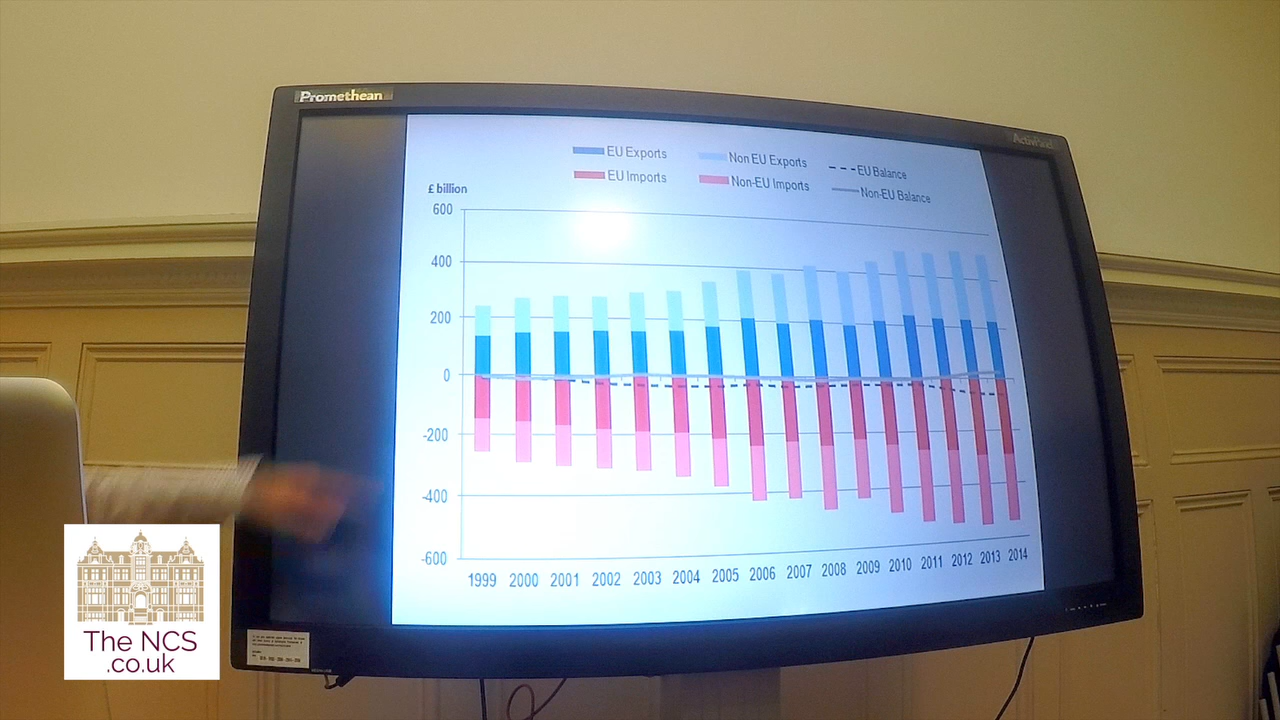 Promethean
EU Exports
Non EU Exports
EU Balance
EU Imports
Non-EU Imports
Non-EU Balance
£ billion
600
400
200
0
-200
-400
-600
1999 2000 2001 2002 2003 2004 2005 2006 2007 2008 2009 2010 2011 2012 2013 2014
The NCS
.co.uk